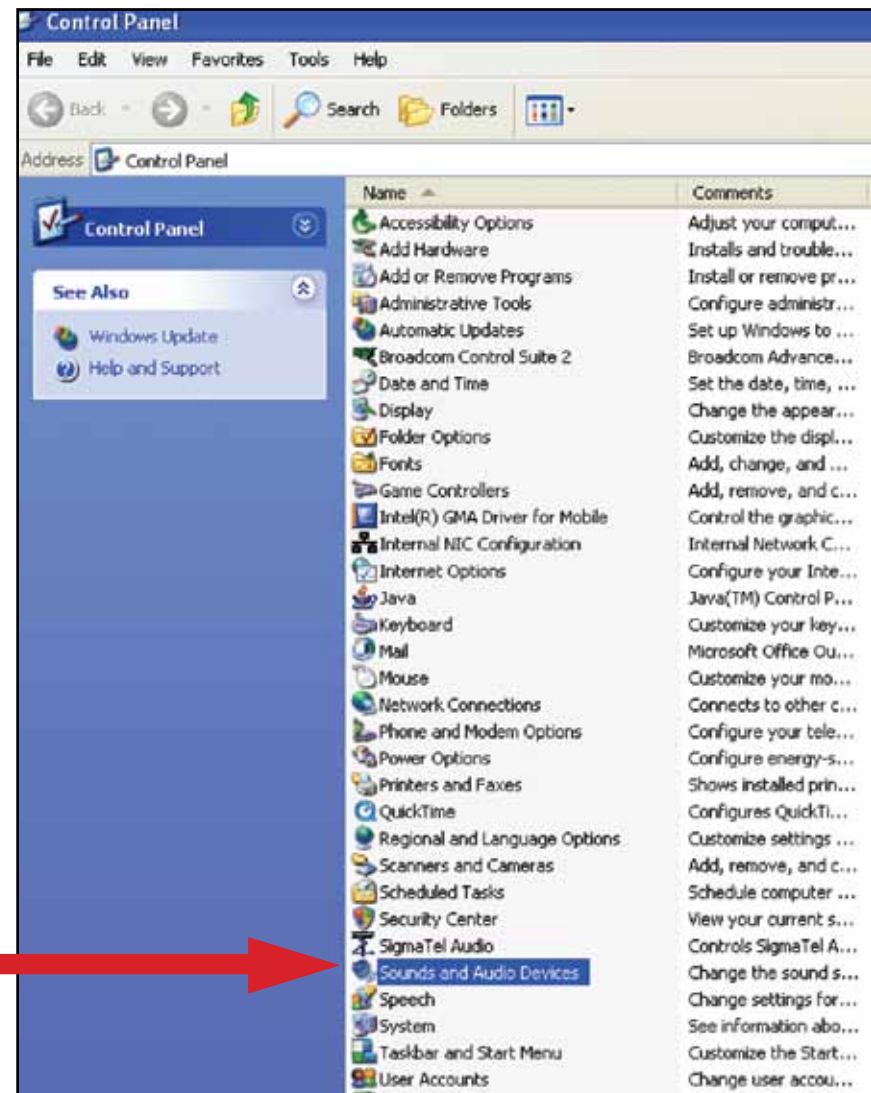 Control Panel
File Edit View Favorites Tools Help
Back Search Folders
Address Control Panel
Name Comments
Control Panel
See Also
Windows Update
Help and Support
Accessibility Options Adjust your comput...
Add Hardware Installs and trouble...
Add or Remove Programs Install or remove pr...
Administrative Tools Configure administr...
Automatic Updates Set up Windows to ...
Broadcom Control Suite 2 Broadcom Advance...
Date and Time Set the date, time, ...
Display Change the appear...
Folder Options Customize the displ...
Fonts Add, change, and ...
Game Controllers Add, remove, and c...
Intel(R) GMA Driver for Mobile Control the graphic...
Internal NIC Configuration Internal Network C...
Internet Options Configure your Inte...
Java Java(TM) Control P...
Keyboard Customize your key...
Mail Microsoft Office Ou...
Mouse Customize your mo...
Network Connections Connects to other c...
Phone and Modem Options Configure your tele...
Power Options Configure energy-s...
Printers and Faxes Shows installed prin...
QuickTime Configures QuickTi...
Regional and Language Options Customize settings ...
Scanners and Cameras Add, remove, and c...
Scheduled Tasks Schedule computer ...
Security Center View your current s...
SigmaTel Audio Controls SigmaTel A...
Sounds and Audio Devices Change the sound s...
Speech Change settings for...
System See information abo...
Taskbar and Start Menu Customize the Start...
User Accounts Change user accou...